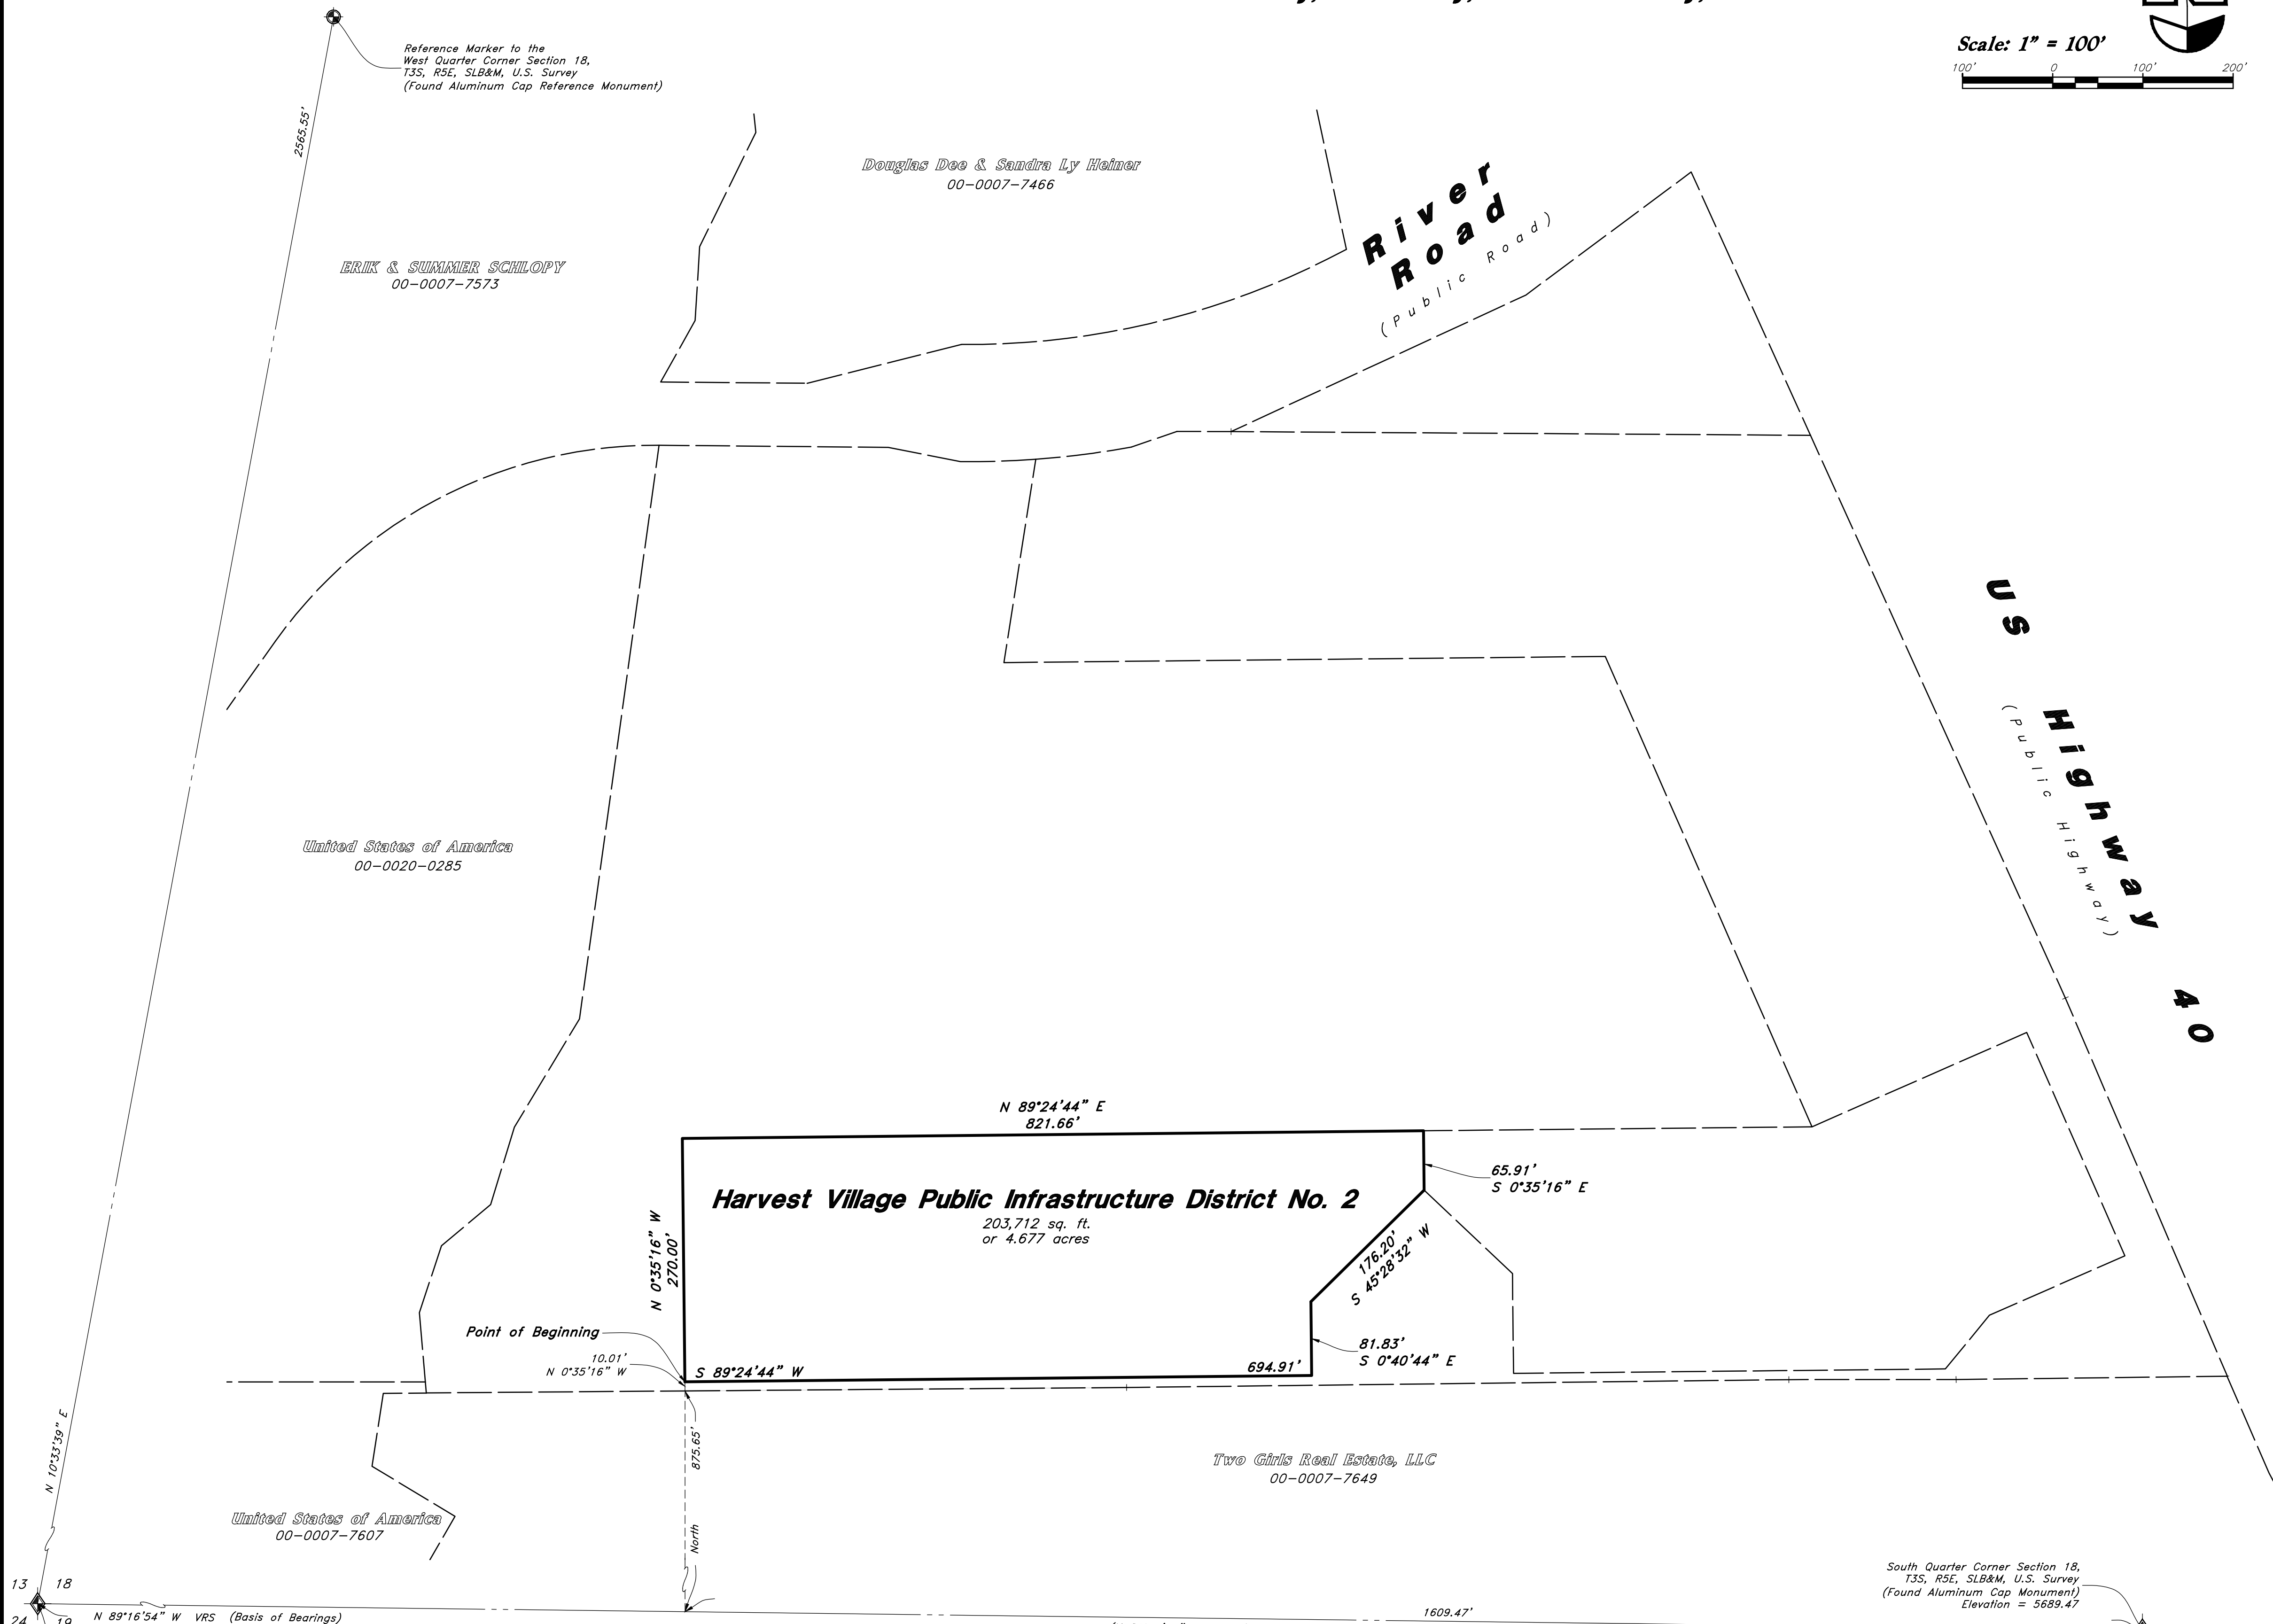 Scale: 1" = 100'
100'
0
100'
200'
Reference Marker to the
West Quarter Corner Section 18,
T3S, R5E, SLB&M, U.S. Survey
(Found Aluminum Cap Reference Monument)
2565.55'
Douglas Dee & Sandra Ly Heiner
00-0007-7466
River
Road
(Public Road)
ERIK & SUMMER SCHLOPY
00-0007-7573
US Highway 40
(Public Highway)
United States of America
00-0020-0285
N 89°24'44" E
821.66'
65.91'
S 0°35'16" E
Harvest Village Public Infrastructure District No. 2
203,712 sq. ft.
or 4.677 acres
N 0°35'16" W
270.00'
176.20'
S 45°28'32" W
Point of Beginning
10.01'
N 0°35'16" W
81.83'
S 0°40'44" E
S 89°24'44" W
694.91'
N 10°33'39" E
875.65'
North
Two Girls Real Estate, LLC
00-0007-7649
United States of America
00-0007-7607
South Quarter Corner Section 18,
T3S, R5E, SLB&M, U.S. Survey
(Found Aluminum Cap Monument)
Elevation = 5689.47
13
18
24
19
N 89°16'54" W VRS (Basis of Bearings)
1609.47'